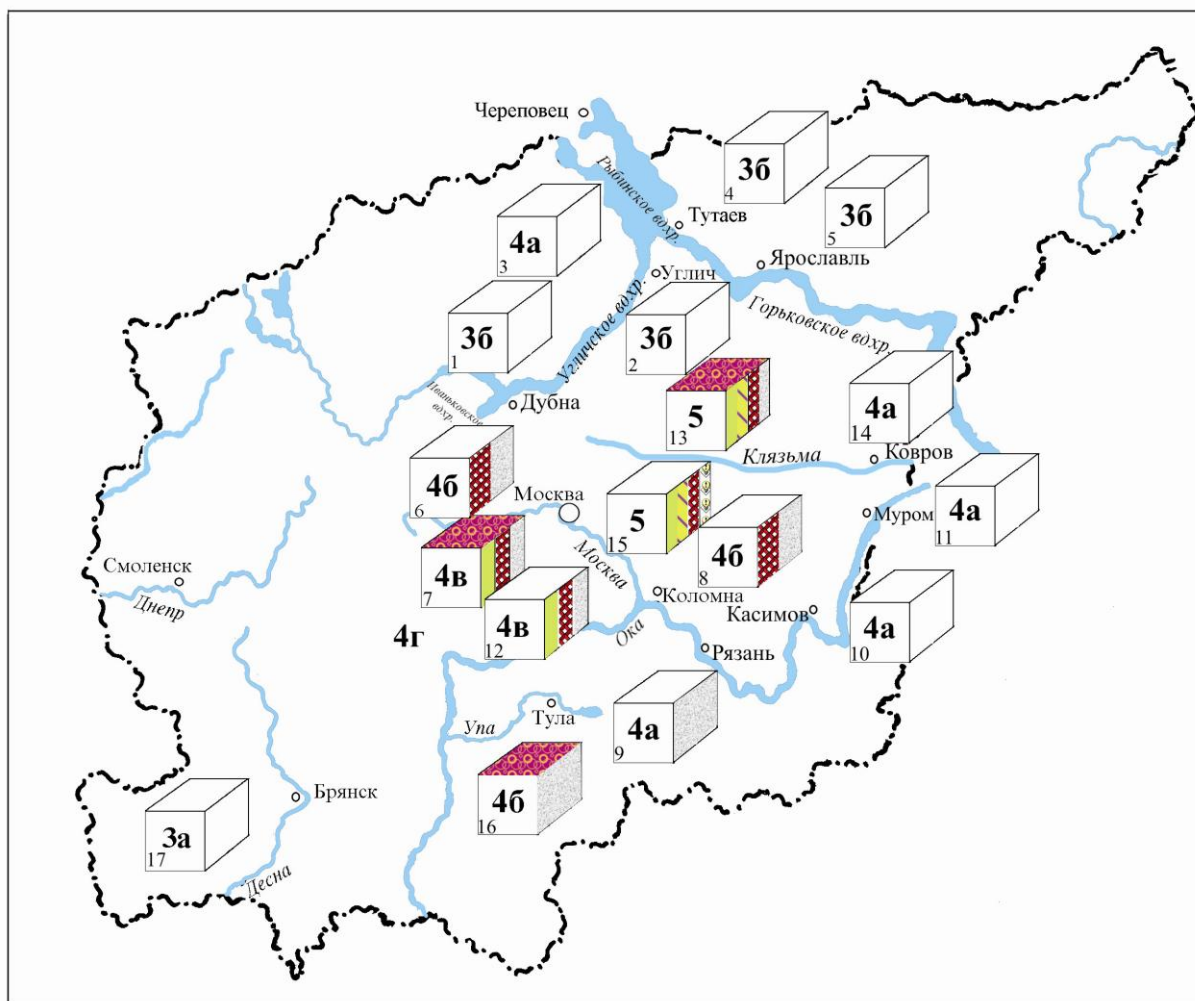 Череповец
Рыбинское вдхр.
3б
4
3б
5
4а
3
Тутаев
Ярославль
Углич
Угличское вдхр.
Горьковское вдхр.
3б
1
3б
2
Иваньковское
вдхр.
Дубна
5
13
4а
14
Клязьма
Ковров
4б
6
Москва
5
15
4а
11
Муром
4б
8
Москва
4в
7
Смоленск
Днепр
Коломна
Касимов
4а
10
4в
12
4г
Ока
Рязань
Упа
Тула
4а
9
4б
16
Брянск
3а
17
Десна